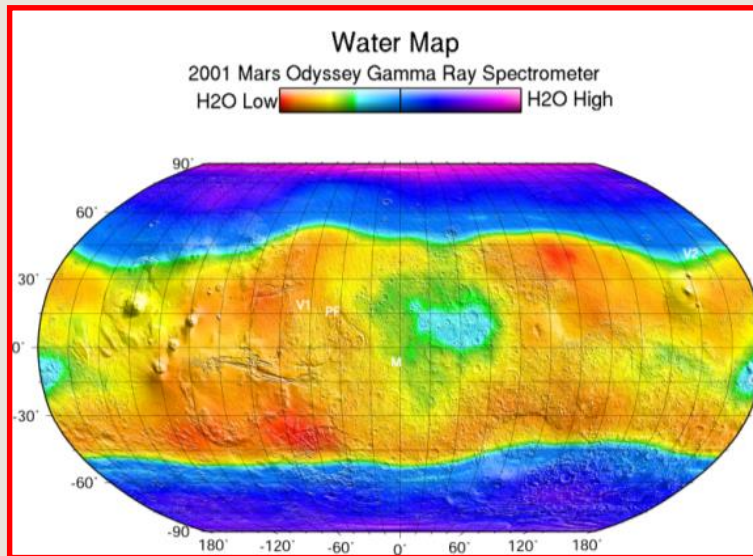 Water Map
2001 Mars Odyssey Gamma Ray Spectrometer
H2O Low H2O High
90°
60°
30°
0°
-30°
-60°
-90°
V1
PF
M
V2
180° -120° -60° 0° 60° 120° 180°